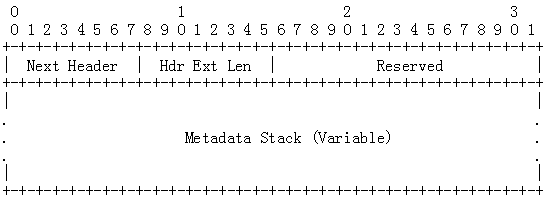 0                   1                   2                   3
0 1 2 3 4 5 6 7 8 9 0 1 2 3 4 5 6 7 8 9 0 1 2 3 4 5 6 7 8 9 0 1
+-+-+-+-+-+-+-+-+-+-+-+-+-+-+-+-+-+-+-+-+-+-+-+-+-+-+-+-+-+-+-+-+
|  Next Header  |  Hdr Ext Len  |            Reserved           |
+-+-+-+-+-+-+-+-+-+-+-+-+-+-+-+-+-+-+-+-+-+-+-+-+-+-+-+-+-+-+-+-+
|                                                               |
.                                                               .
.                   Metadata Stack (Variable)                   .
.                                                               .
|                                                               |
+-+-+-+-+-+-+-+-+-+-+-+-+-+-+-+-+-+-+-+-+-+-+-+-+-+-+-+-+-+-+-+-+